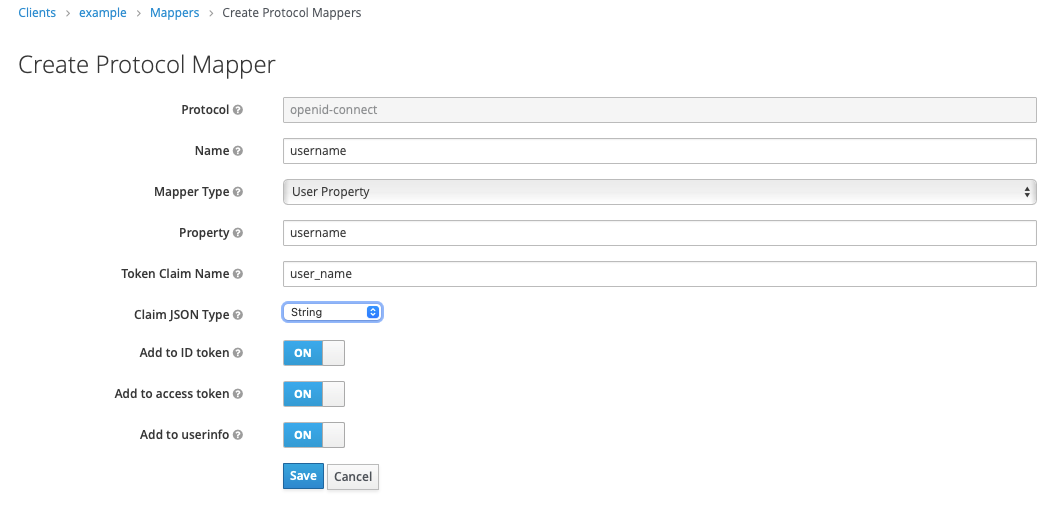 Clients > example > Mappers > Create Protocol Mappers
Create Protocol Mapper
Protocol ? openid-connect
Name ? username
Mapper Type ? User Property
Property ? username
Token Claim Name ? user_name
Claim JSON Type ? String
Add to ID token ? ON
Add to access token ? ON
Add to userinfo ? ON
Save Cancel